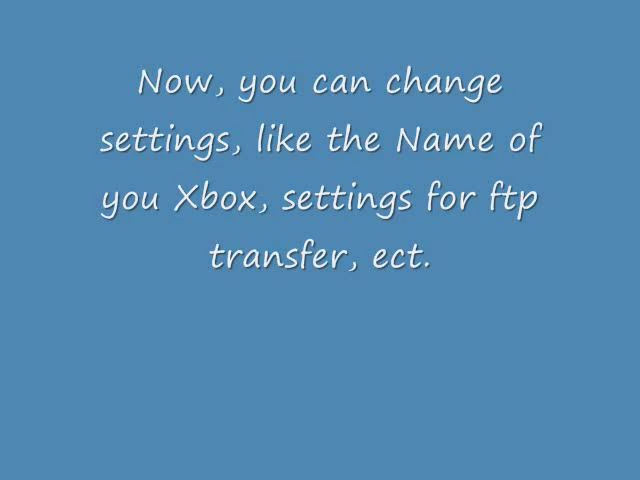 Now, you can change
settings, like the Name of
you Xbox, settings for ftp
transfer, ect.